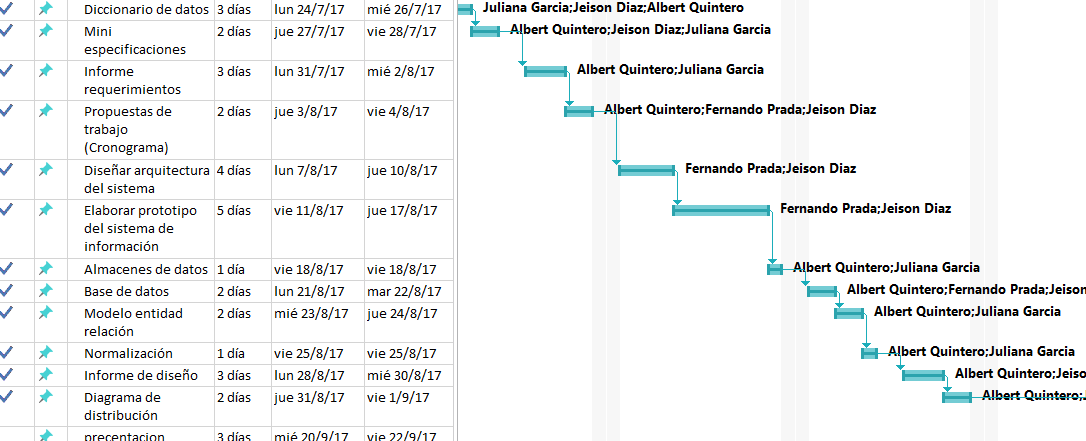 Diccionario de datos 3 días lun 24/7/17 mié 26/7/17 Juliana Garcia;Jeison Diaz;Albert Quintero
Mini 2 días jue 27/7/17 vie 28/7/17 Albert Quintero;Jeison Diaz;Juliana Garcia
especificaciones
Informe 3 días lun 31/7/17 mié 2/8/17 Albert Quintero;Juliana Garcia
requerimientos
Propuestas de 2 días jue 3/8/17 vie 4/8/17 Albert Quintero;Fernando Prada;Jeison Diaz
trabajo
(Cronograma)
Diseñar arquitectura 4 días lun 7/8/17 jue 10/8/17 Fernando Prada;Jeison Diaz
del sistema
Elaborar prototipo 5 días vie 11/8/17 jue 17/8/17 Fernando Prada;Jeison Diaz
del sistema de
información
Almacenes de datos 1 día vie 18/8/17 vie 18/8/17 Albert Quintero;Juliana Garcia
Base de datos 2 días lun 21/8/17 mar 22/8/17 Albert Quintero;Fernando Prada;Jeison
Modelo entidad 2 días mié 23/8/17 jue 24/8/17 Albert Quintero;Juliana Garcia
relación
Normalización 1 día vie 25/8/17 vie 25/8/17 Albert Quintero;Juliana Garcia
Informe de diseño 3 días lun 28/8/17 mié 30/8/17 Albert Quintero;Jeiso
Diagrama de 2 días jue 31/8/17 vie 1/9/17 Albert Quintero;J
distribución
precentacion 3 días mié 20/9/17 vie 22/9/17